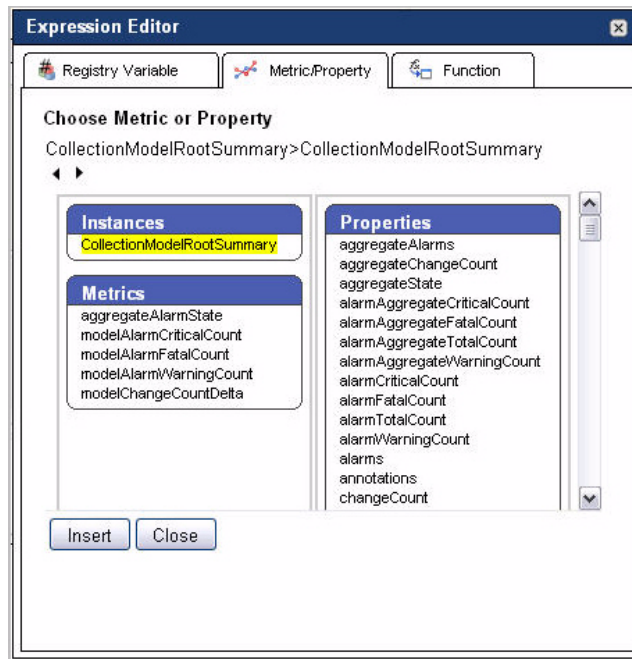 Expression Editor
Registry Variable
Metric/Property
Function
Choose Metric or Property
CollectionModelRootSummary>CollectionModelRootSummary
Instances
CollectionModelRootSummary
Metrics
aggregateAlarmState
modelAlarmCriticalCount
modelAlarmFatalCount
modelAlarmWarningCount
modelChangeCountDelta
Properties
aggregateAlarms
aggregateChangeCount
aggregateState
alarmAggregateCriticalCount
alarmAggregateFatalCount
alarmAggregateTotalCount
alarmAggregateWarningCount
alarmCriticalCount
alarmFatalCount
alarmTotalCount
alarmWarningCount
alarms
annotations
changeCount
Insert
Close